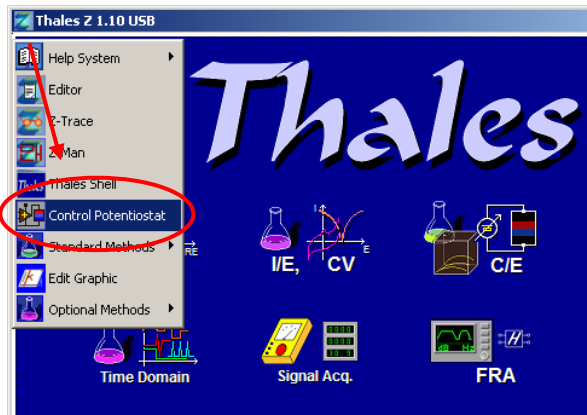 Thales Z 1.10 USB
Help System
Editor
Z-Trace
Z-Man
Thales Shell
Control Potentiostat
Standard Methods
Edit Graphic
Optional Methods
Thales
RE
I
E
I/E, CV
C/E
Time Domain
Signal Acq.
dB Hz
H
FRA